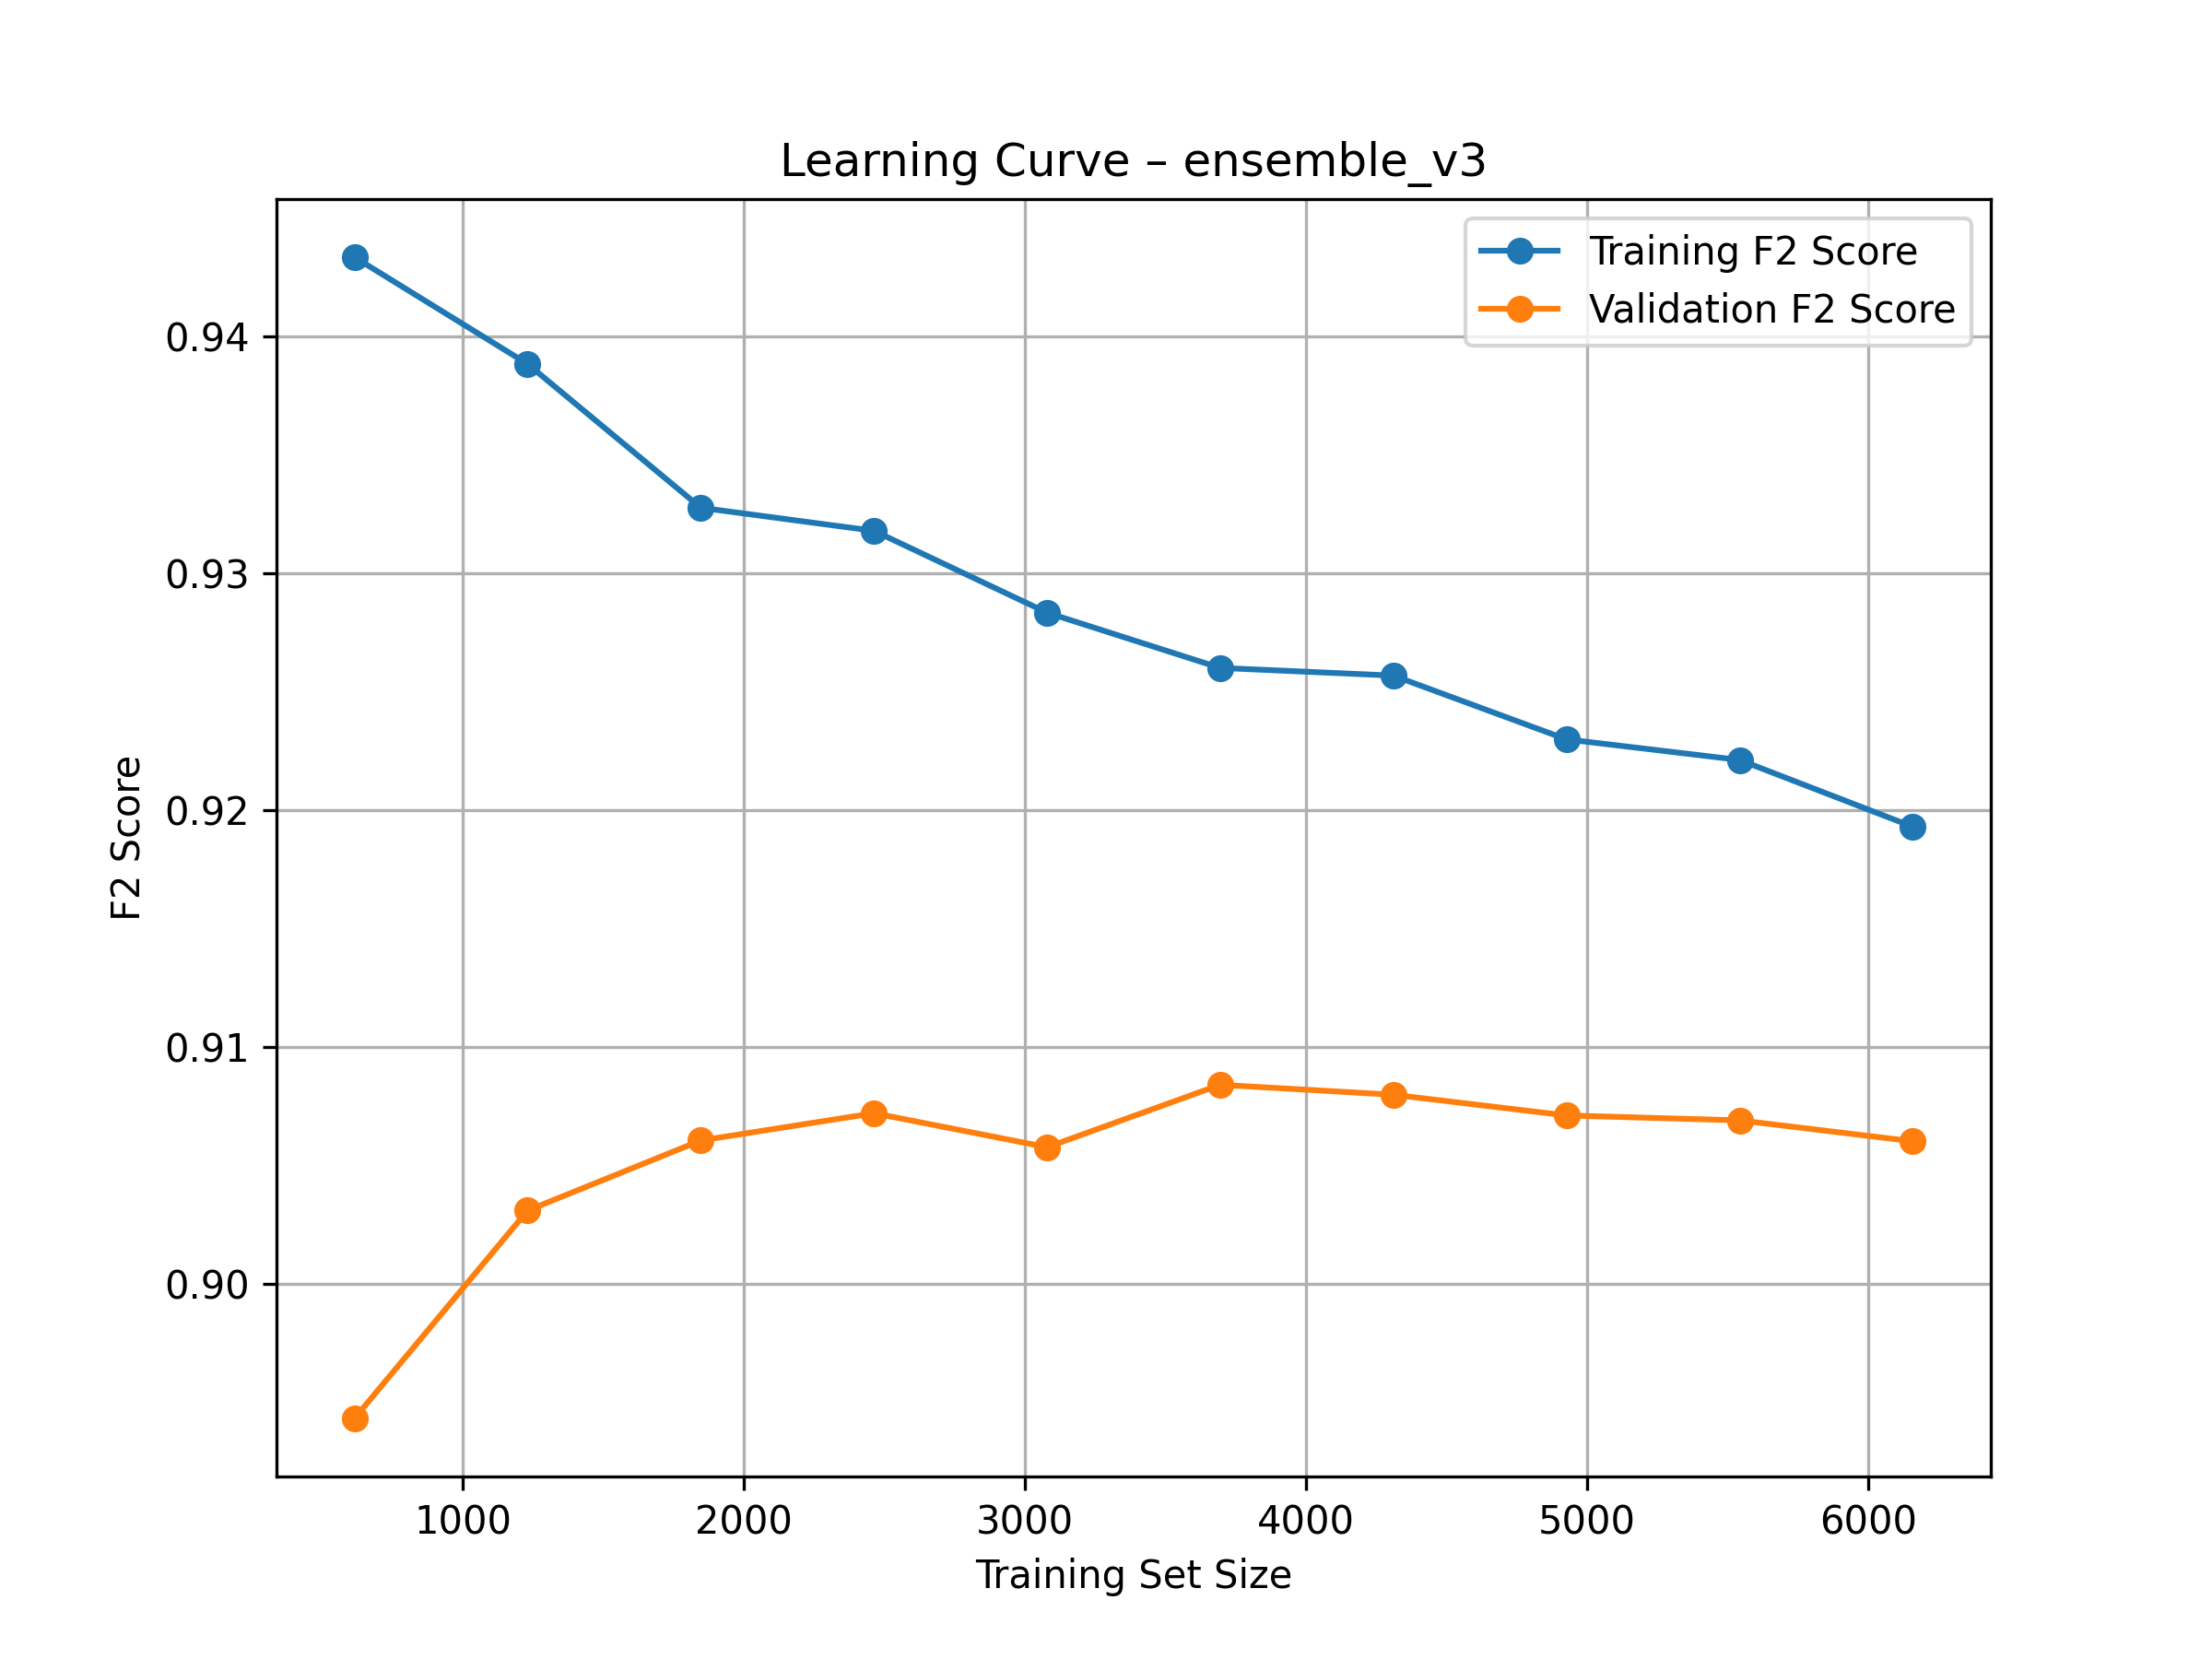 Learning Curve – ensemble_v3
Training F2 Score
Validation F2 Score
0.94
0.93
0.92
0.91
0.90
F2 Score
1000 2000 3000 4000 5000 6000
Training Set Size